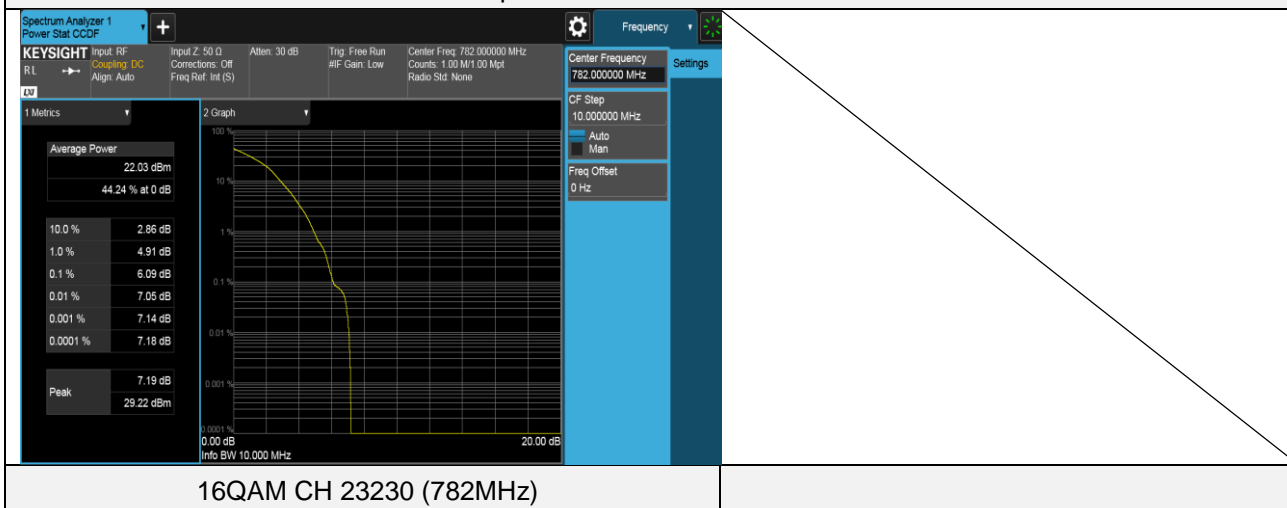 Spectrum Analyzer 1
Power Stat CCDF
Frequency
KEYSIGHT
RL
LXI
Input: RF
Coupling: DC
Align: Auto
Input Z: 50 Ω
Corrections: Off
Freq Ref: Int (S)
Atten: 30 dB
Trig: Free Run
#IF Gain: Low
Center Freq: 782.000000 MHz
Counts: 1.00 M/1.00 Mpt
Radio Std: None
Center Frequency
782.000000 MHz
Settings
CF Step
10.000000 MHz
Auto
Man
Freq Offset
0 Hz
1 Metrics
Average Power
22.03 dBm
44.24 % at 0 dB
10.0 % 2.86 dB
1.0 % 4.91 dB
0.1 % 6.09 dB
0.01 % 7.05 dB
0.001 % 7.14 dB
0.0001 % 7.18 dB
Peak
7.19 dB
29.22 dBm
2 Graph
100 %
10 %
1 %
0.1 %
0.01 %
0.001 %
0.0001 %
0.00 dB 20.00 dB
Info BW 10.000 MHz
16QAM CH 23230 (782MHz)